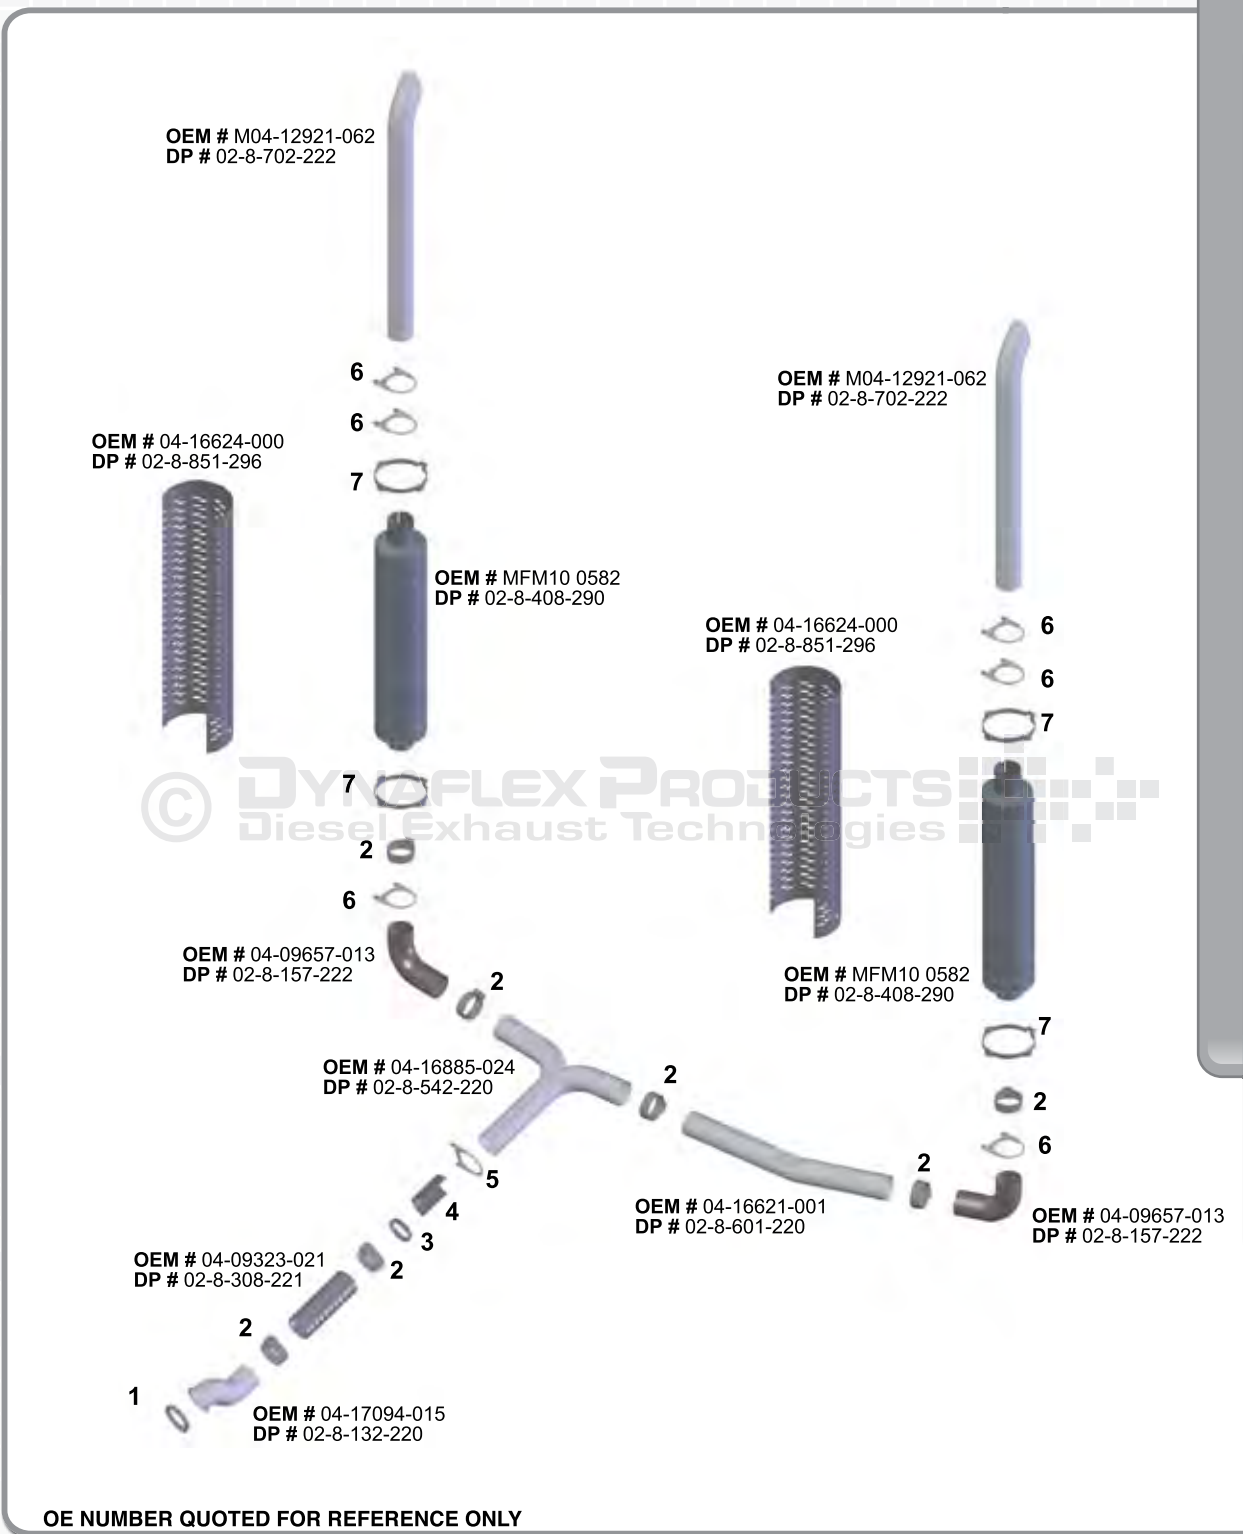 OEM # M04-12921-062
DP # 02-8-702-222
6
6
7
OEM # 04-16624-000
DP # 02-8-851-296
OEM # MFM10 0582
DP # 02-8-408-290
OEM # M04-12921-062
DP # 02-8-702-222
6
6
7
OEM # 04-16624-000
DP # 02-8-851-296
© DYNAFLEX PRODUCTS
Diesel Exhaust Technologies
7
2
6
OEM # 04-09657-013
DP # 02-8-157-222
2
OEM # MFM10 0582
DP # 02-8-408-290
7
2
6
OEM # 04-16885-024
DP # 02-8-542-220
2
2
5
4
3
2
OEM # 04-16621-001
DP # 02-8-601-220
OEM # 04-09657-013
DP # 02-8-157-222
OEM # 04-09323-021
DP # 02-8-308-221
2
1
OEM # 04-17094-015
DP # 02-8-132-220
OE NUMBER QUOTED FOR REFERENCE ONLY